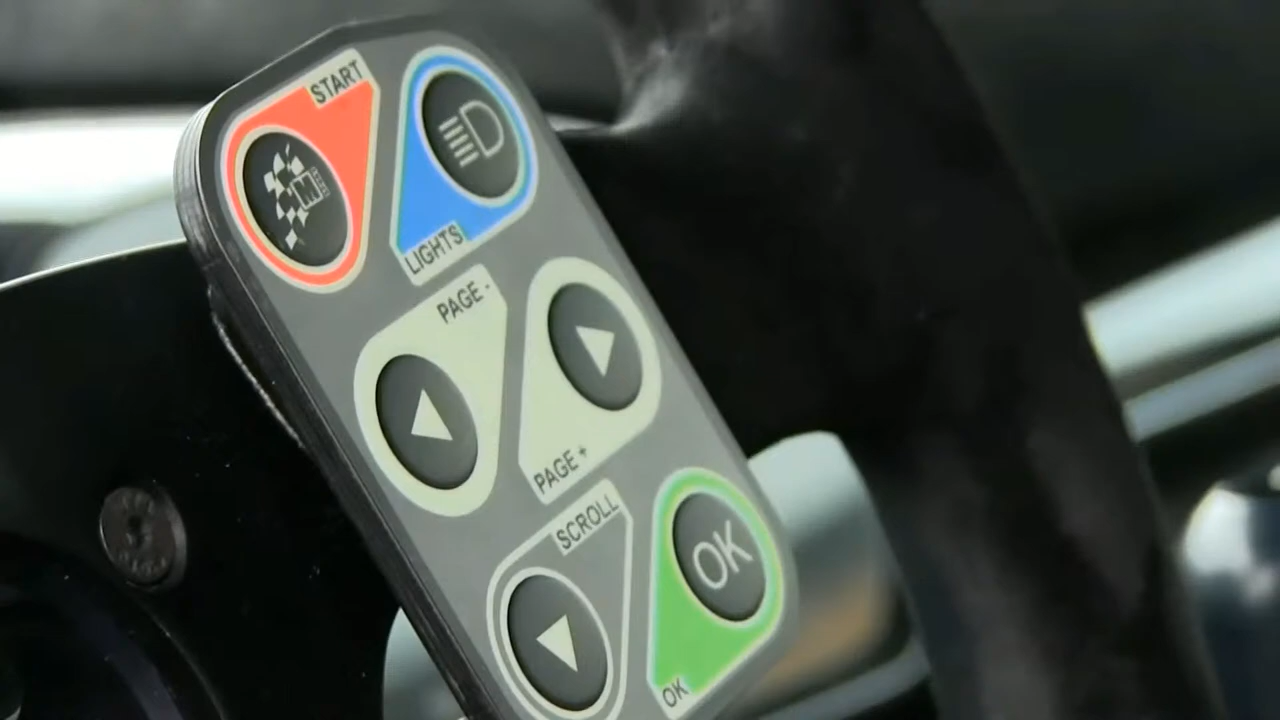 START
M
LIGHTS
PAGE -
PAGE +
SCROLL
OK
OK